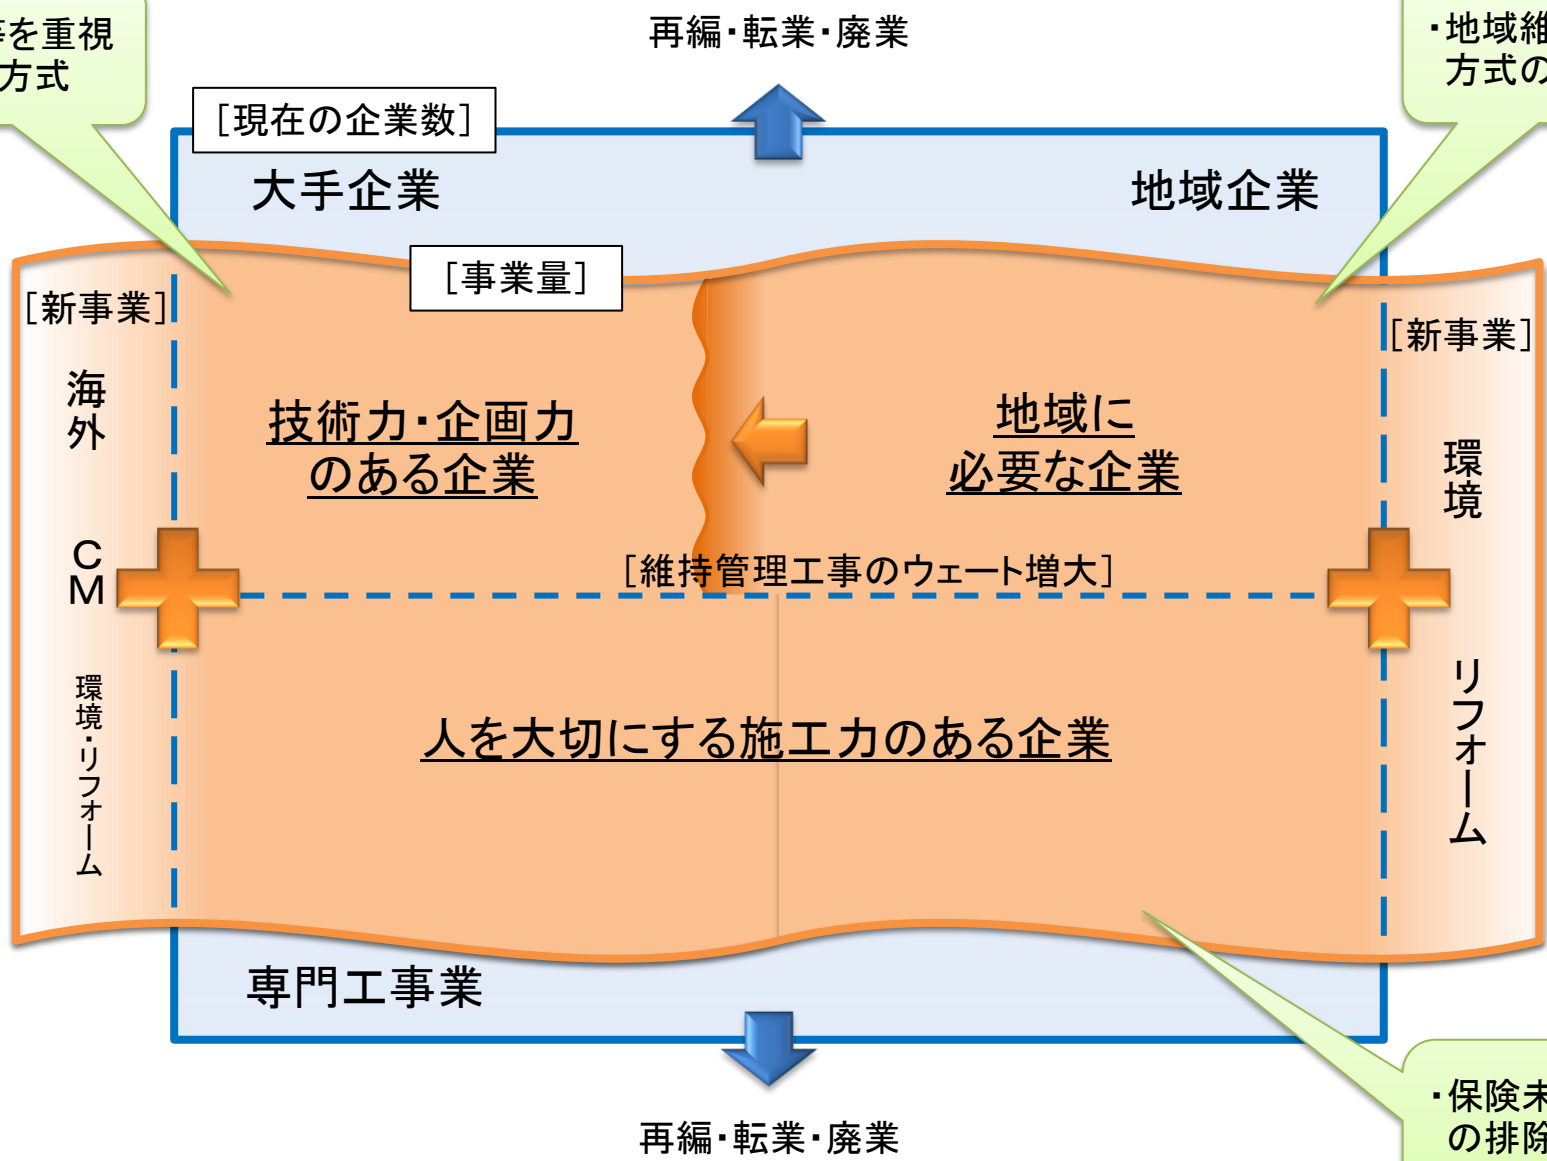 等を重視
方式
再編・転業・廃業
・地域維
方式の
［現在の企業数］
大手企業
地域企業
［事業量］
［新事業］
海外
CM
環境・リフォーム
技術力・企画力
のある企業
地域に
必要な企業
［新事業］
環境
リフォーム
［維持管理工事のウェート増大］
人を大切にする施工力のある企業
専門工事業
再編・転業・廃業
・保険未
の排除